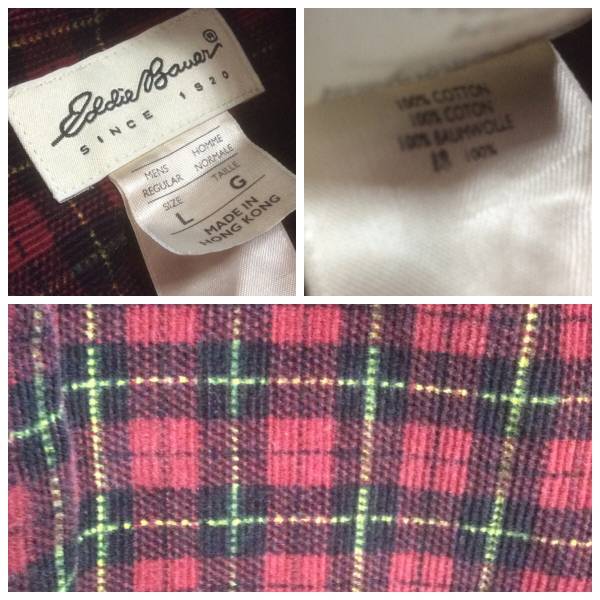 Eddie Bauer®
SINCE 1920
MENS HOMME
REGULAR NORMALE
SIZE TAILLE
L G
MADE IN
HONG KONG
100% COTTON
100% COTON
100% BAUMWOLLE
綿 100%